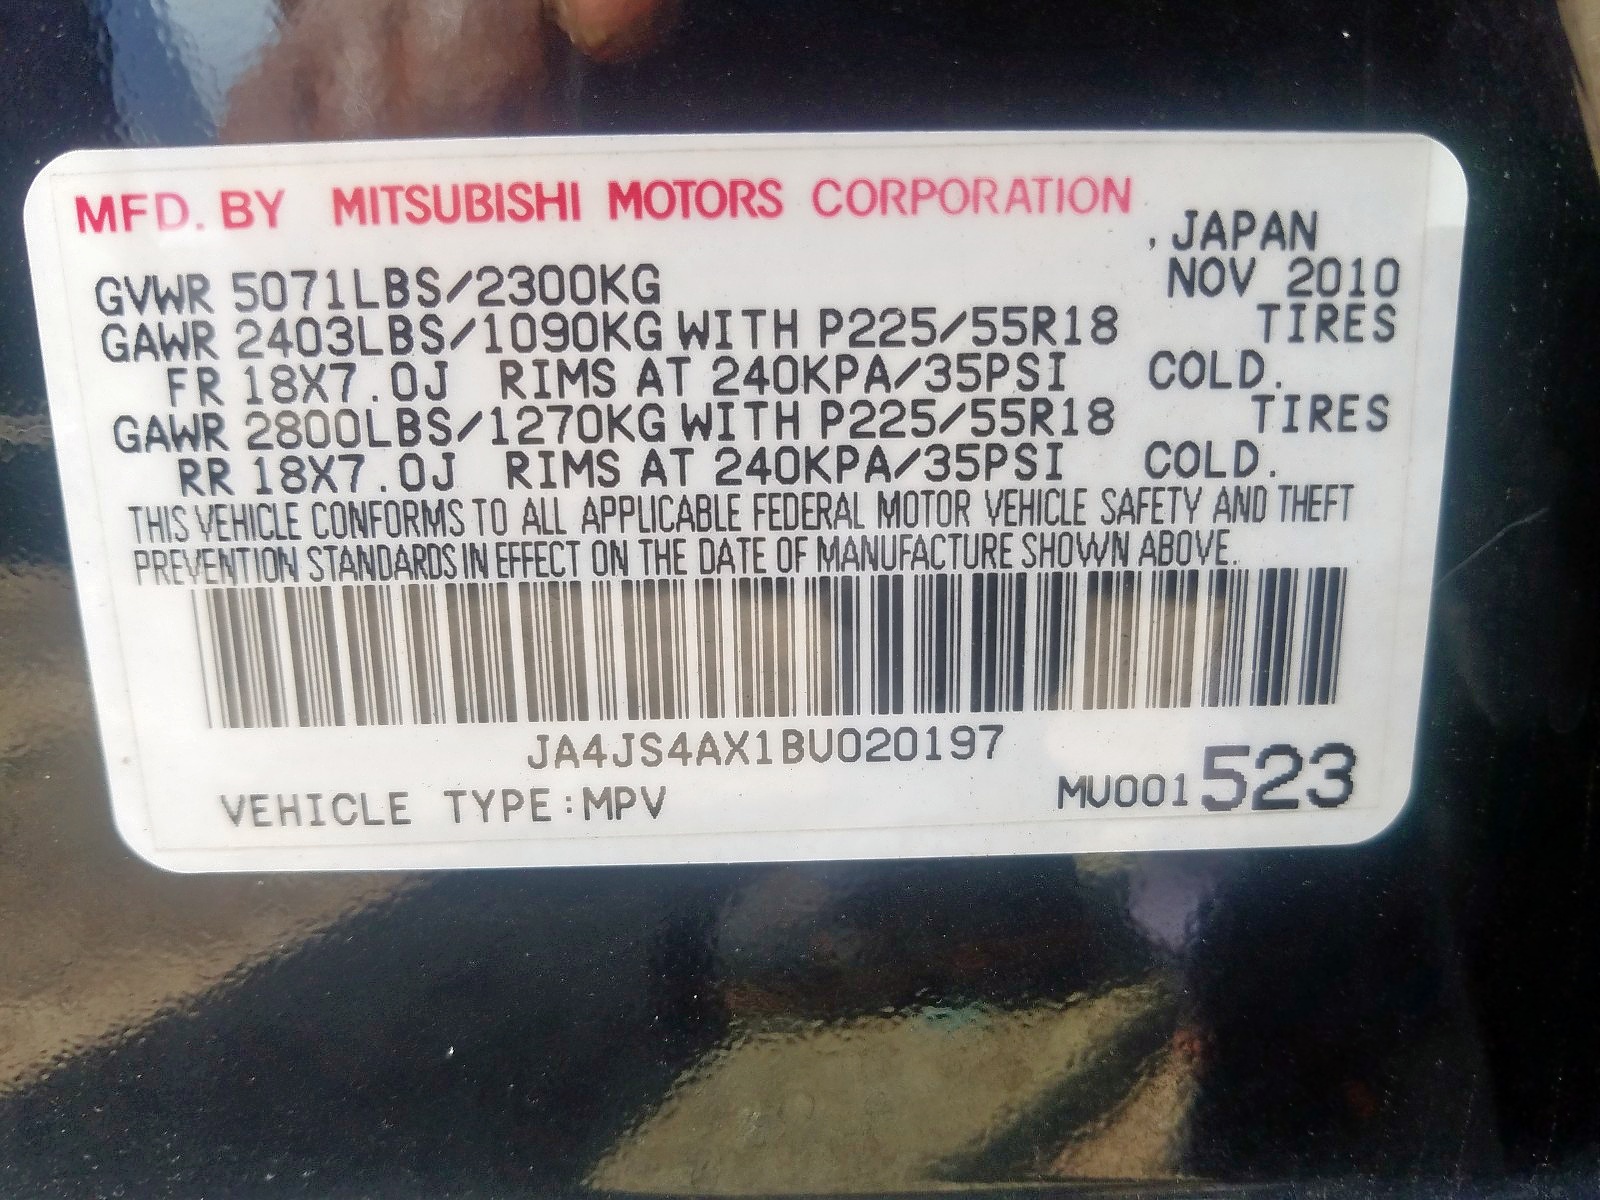 MFD. BY MITSUBISHI MOTORS CORPORATION
, JAPAN
GVWR 5071LBS/2300KG NOV 2010
GAWR 2403LBS/1090KG WITH P225/55R18 TIRES
FR 18X7.0J RIMS AT 240KPA/35PSI COLD.
GAWR 2800LBS/1270KG WITH P225/55R18 TIRES
RR 18X7.0J RIMS AT 240KPA/35PSI COLD.
THIS VEHICLE CONFORMS TO ALL APPLICABLE FEDERAL MOTOR VEHICLE SAFETY AND THEFT
PREVENTION STANDARDS IN EFFECT ON THE DATE OF MANUFACTURE SHOWN ABOVE.
JA4JS4AX1BU020197
VEHICLE TYPE:MPV MU001523